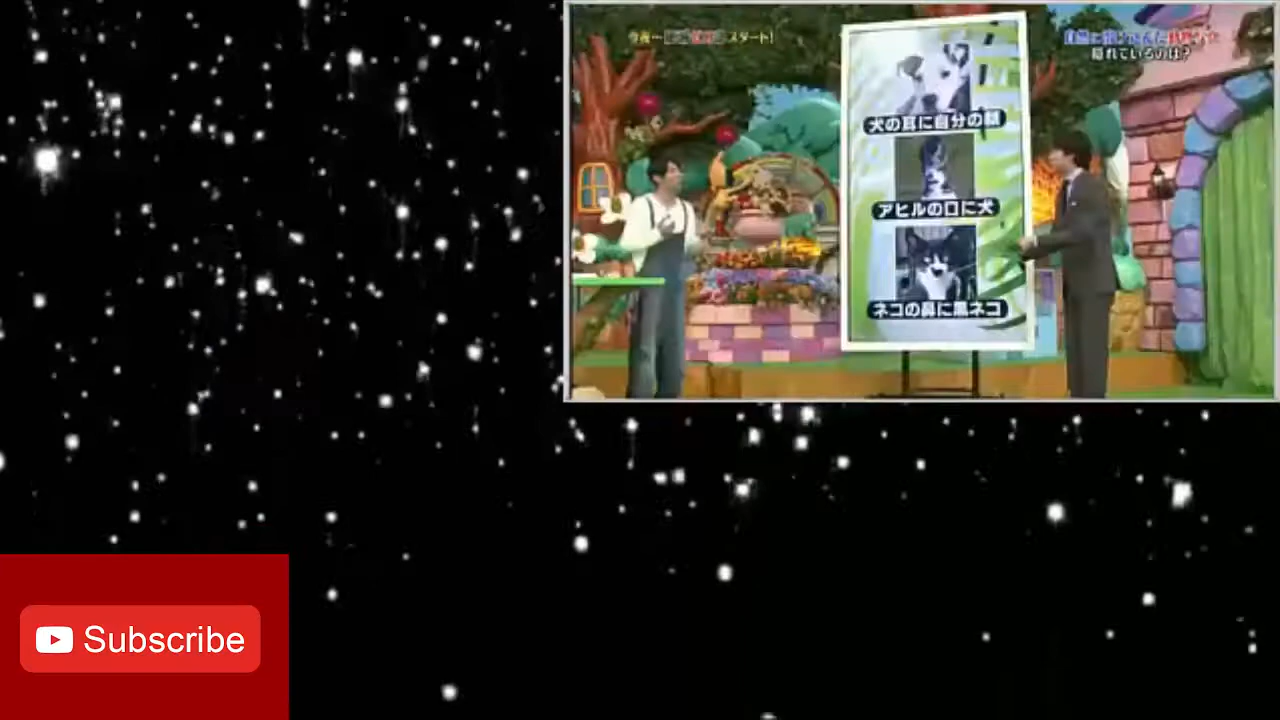 スタート!
隠れているのは?
犬の耳に自分の顔
アヒルの口に犬
ネコの鼻に黒ネコ
Subscribe